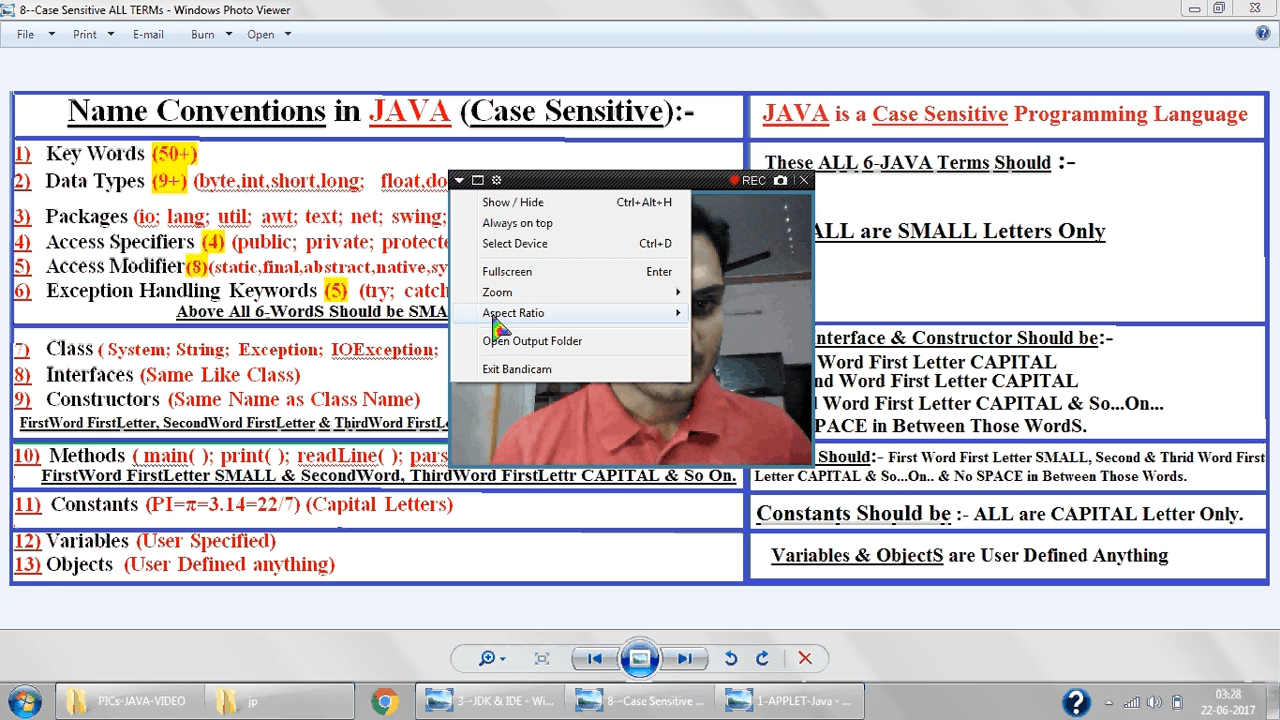 8--Case Sensitive ALL TERMs - Windows Photo Viewer
File Print E-mail Burn Open
Name Conventions in JAVA (Case Sensitive):-
JAVA is a Case Sensitive Programming Language
1) Key Words (50+)
2) Data Types (9+) (byte,int,short,long; float,do
3) Packages (io; lang; util; awt; text; net; swing;
4) Access Specifiers (4) (public; private; protecte
5) Access Modifier(8)(static,final,abstract,native,sy
6) Exception Handling Keywords (5) (try; catch
Above All 6-WordS Should be SMA
These ALL 6-JAVA Terms Should :-
ALL are SMALL Letters Only
REC
Show / Hide Ctrl+Alt+H
Always on top
Select Device Ctrl+D
Fullscreen Enter
Zoom
Aspect Ratio
Open Output Folder
Exit Bandicam
7) Class ( System; String; Exception; IOException;
8) Interfaces (Same Like Class)
9) Constructors (Same Name as Class Name)
FirstWord FirstLetter, SecondWord FirstLetter & ThirdWord FirstLe
nterface & Constructor Should be:-
Word First Letter CAPITAL
nd Word First Letter CAPITAL
Word First Letter CAPITAL & So...On...
PACE in Between Those WordS.
10) Methods ( main( ); print( ); readLine( ); pars
FirstWord FirstLetter SMALL & SecondWord, ThirdWord FirstLettr CAPITAL & So On.
Should:- First Word First Letter SMALL, Second & Thrid Word First
Letter CAPITAL & So...On.. & No SPACE in Between Those Words.
11) Constants (PI=π=3.14=22/7) (Capital Letters)
Constants Should be :- ALL are CAPITAL Letter Only.
12) Variables (User Specified)
13) Objects (User Defined anything)
Variables & ObjectS are User Defined Anything
PICs-JAVA-VIDEO
jp
3--JDK & IDE - Wi...
8--Case Sensitive ...
1-APPLET-Java - ...
03:28
22-06-2017